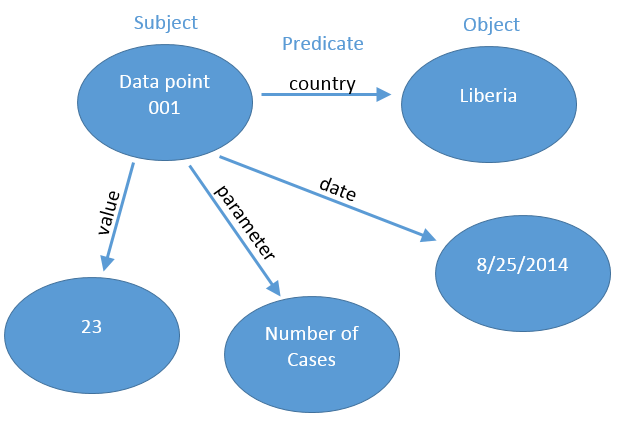 Subject
Predicate
Object
Data point
001
country
Liberia
value
parameter
date
8/25/2014
23
Number of
Cases